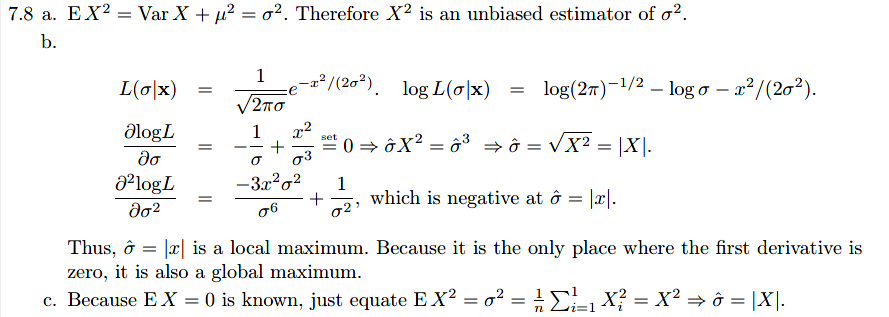 7.8 a. E X² = Var X + μ² = σ². Therefore X² is an unbiased estimator of σ².
b.
L(σ|x) = 1/√2πσ e^{−x²/(2σ²)}. log L(σ|x) = log(2π)^{−1/2} − log σ − x²/(2σ²).
∂logL/∂σ = −1/σ + x²/σ³ set= 0 ⇒ σ̂X² = σ̂³ ⇒ σ̂ = √X² = |X|.
∂²logL/∂σ² = −3x²σ²/σ⁶ + 1/σ², which is negative at σ̂ = |x|.
Thus, σ̂ = |x| is a local maximum. Because it is the only place where the first derivative is
zero, it is also a global maximum.
c. Because E X = 0 is known, just equate E X² = σ² = 1/n ∑_{i=1}^{1} X_i² = X² ⇒ σ̂ = |X|.